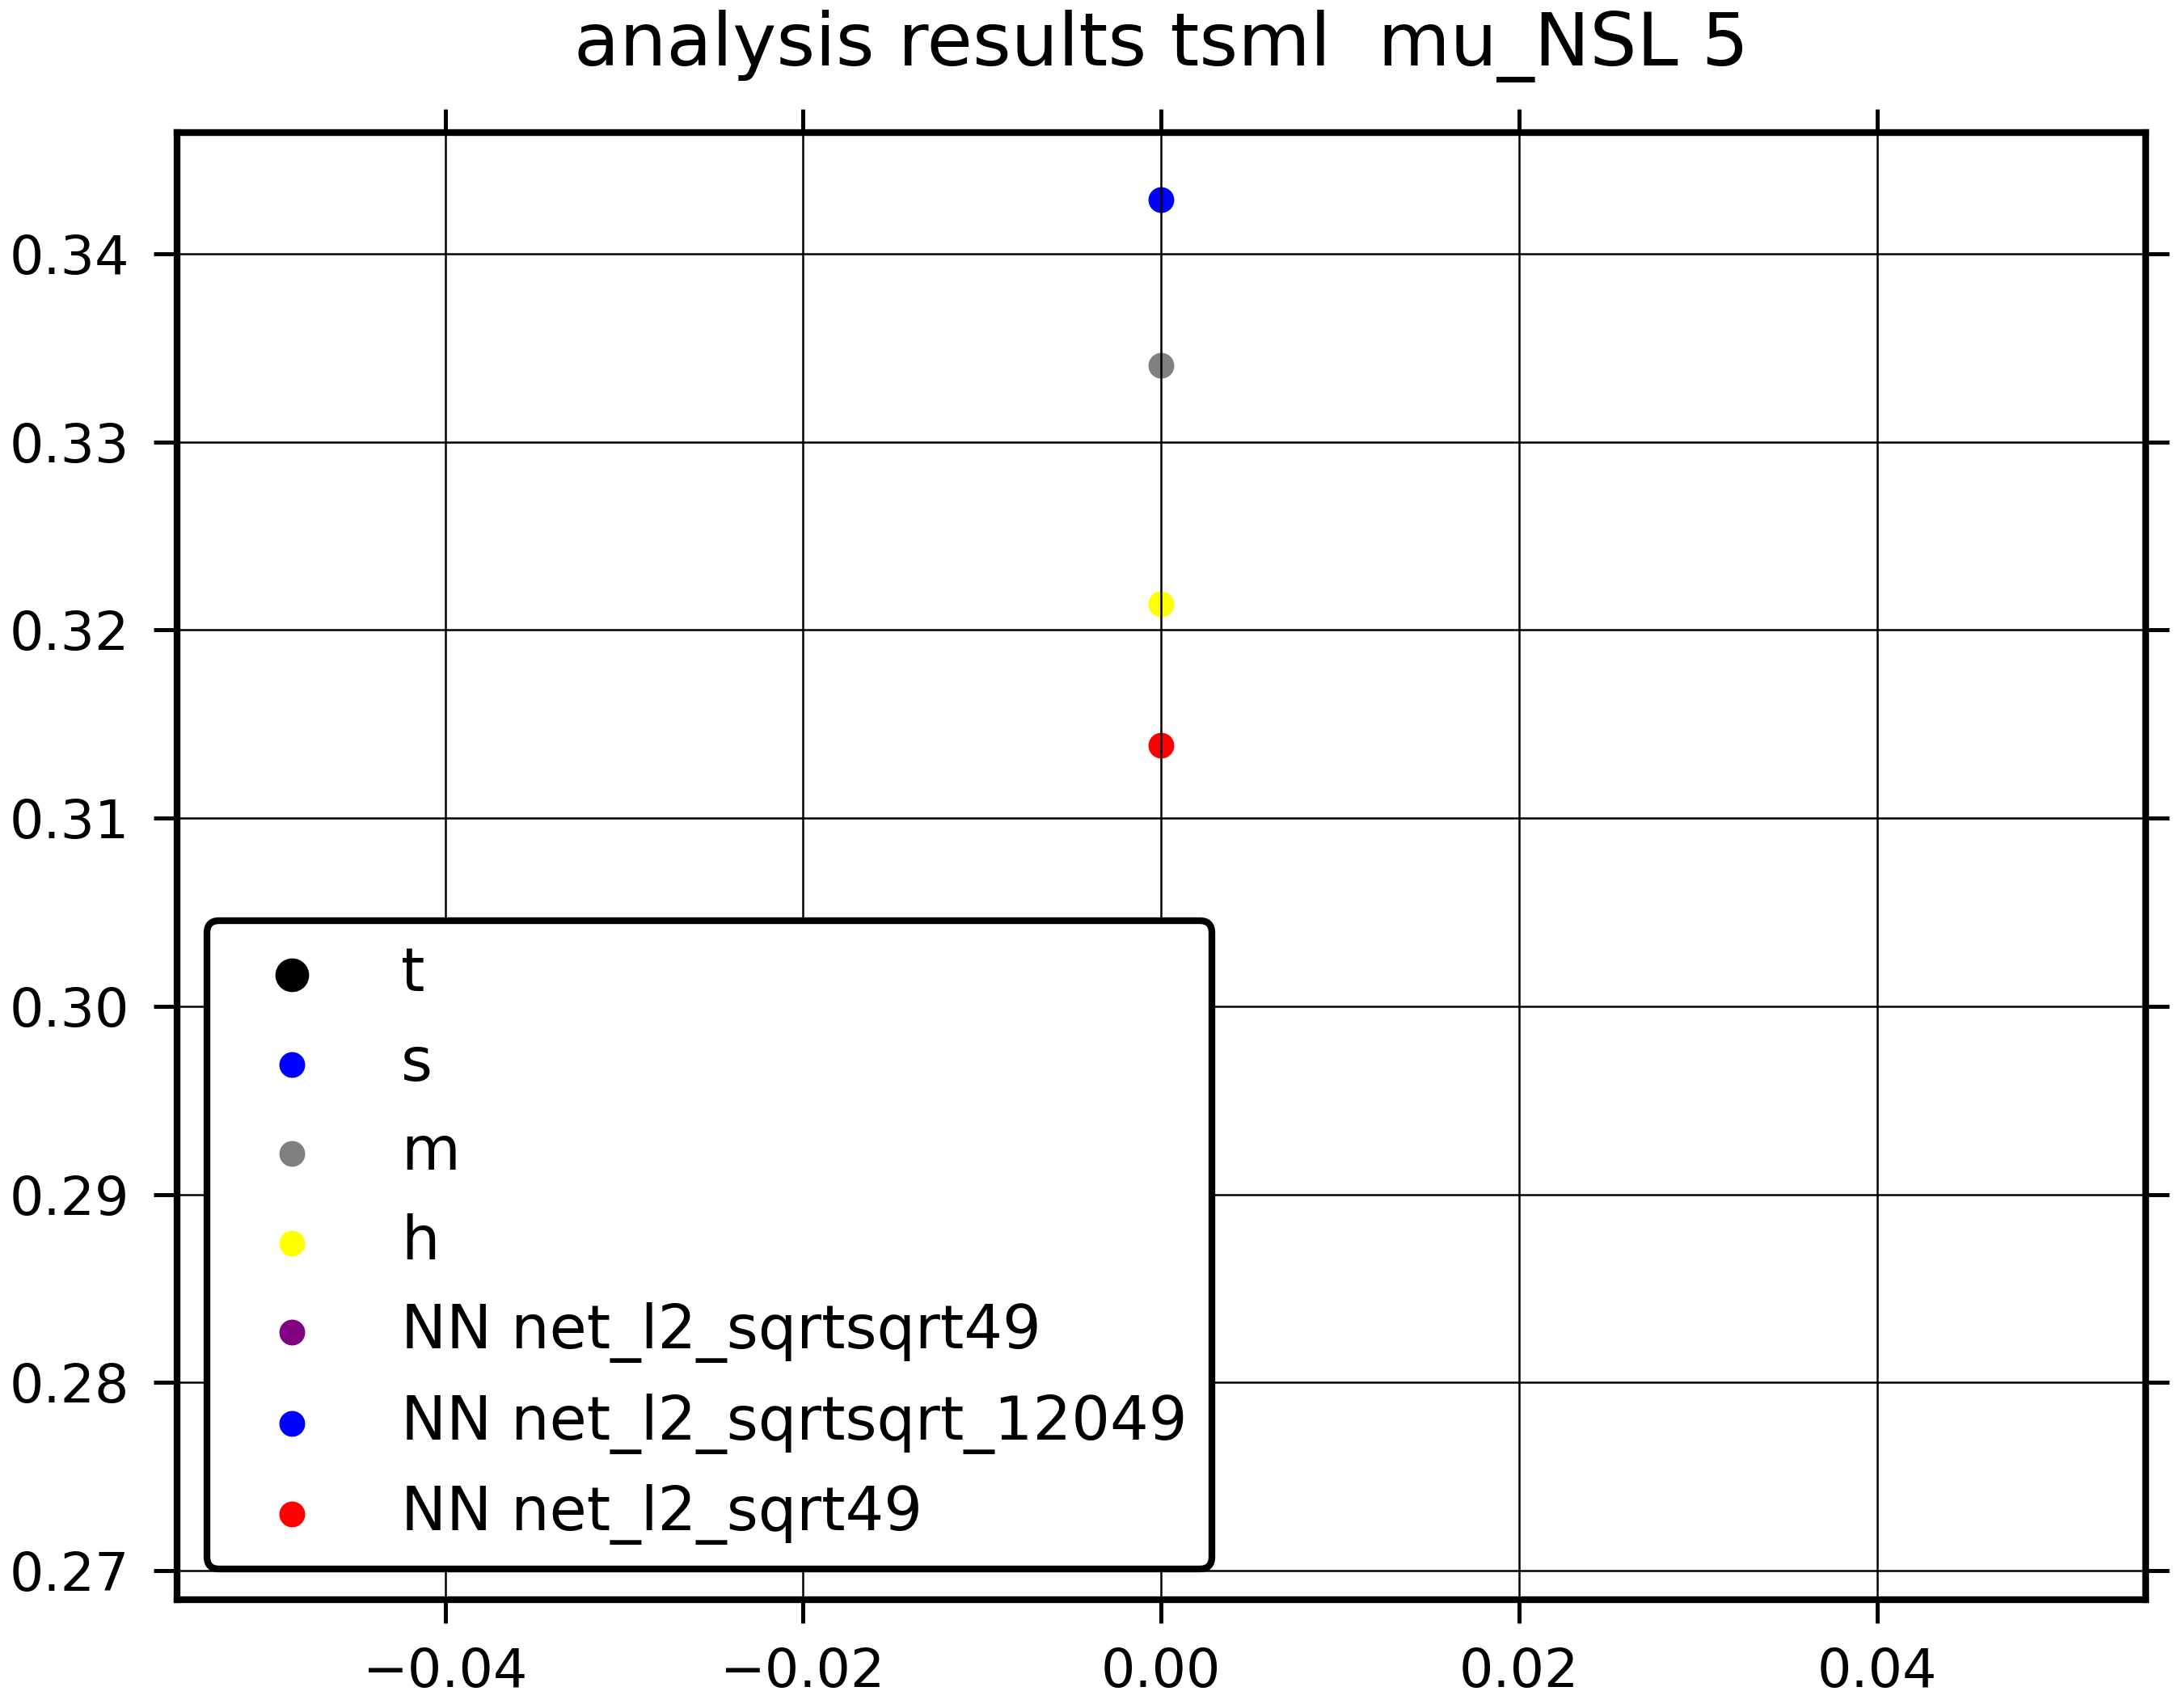 analysis results tsml  mu_NSL 5
0.34
0.33
0.32
0.31
0.30
0.29
0.28
0.27
t
s
m
h
NN net_l2_sqrtsqrt49
NN net_l2_sqrtsqrt_12049
NN net_l2_sqrt49
−0.04
−0.02
0.00
0.02
0.04